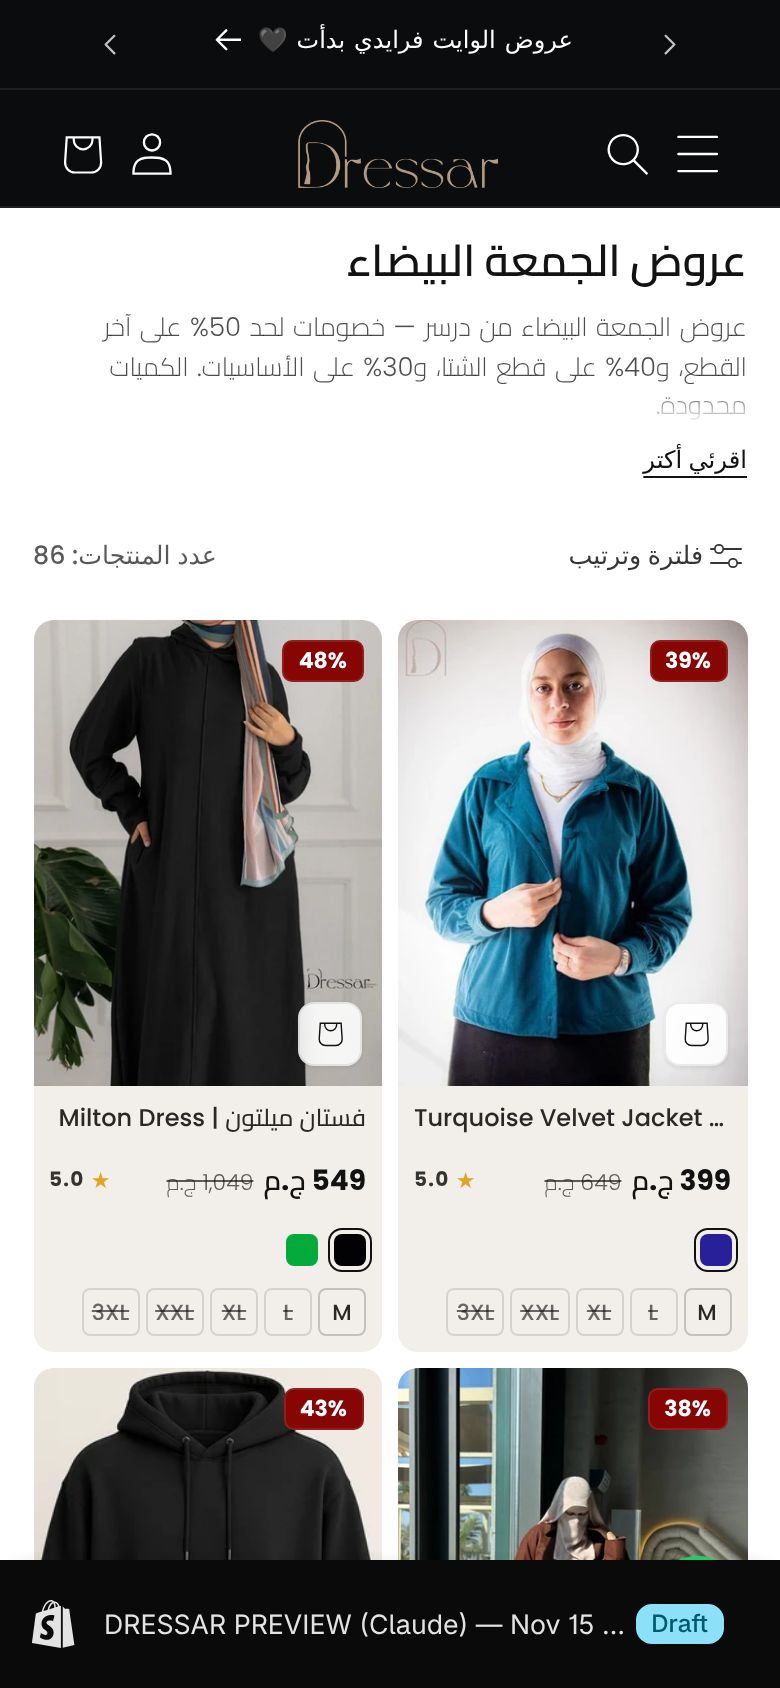 عروض الوايت فرايدي بدأت 🖤 ←
Dressar
عروض الجمعة البيضاء
عروض الجمعة البيضاء من درسر — خصومات لحد 50% على آخر
القطع، و40% على قطع الشتا، و30% على الأساسيات. الكميات
محدودة.
اقرئي أكتر
فلترة وترتيب
عدد المنتجات: 86
39%
Turquoise Velvet Jacket ...
399 ج.م 649 ج.م
5.0 ★
M L XL XXL 3XL
48%
Dressar
فستان ميلتون | Milton Dress
549 ج.م 1,049 ج.م
5.0 ★
M L XL XXL 3XL
38%
43%
DRESSAR PREVIEW (Claude) — Nov 15 ...
Draft